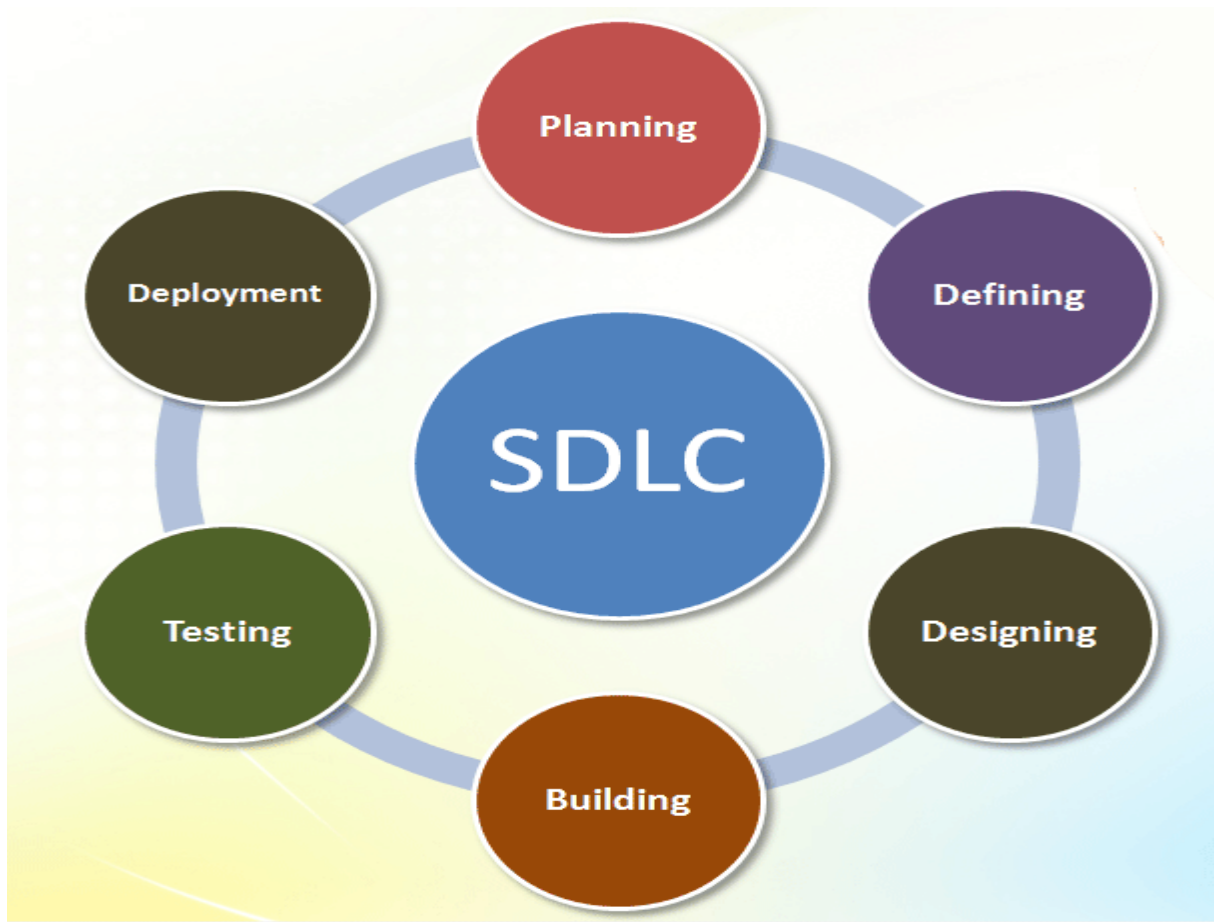 Planning
Defining
Designing
Building
Testing
Deployment
SDLC